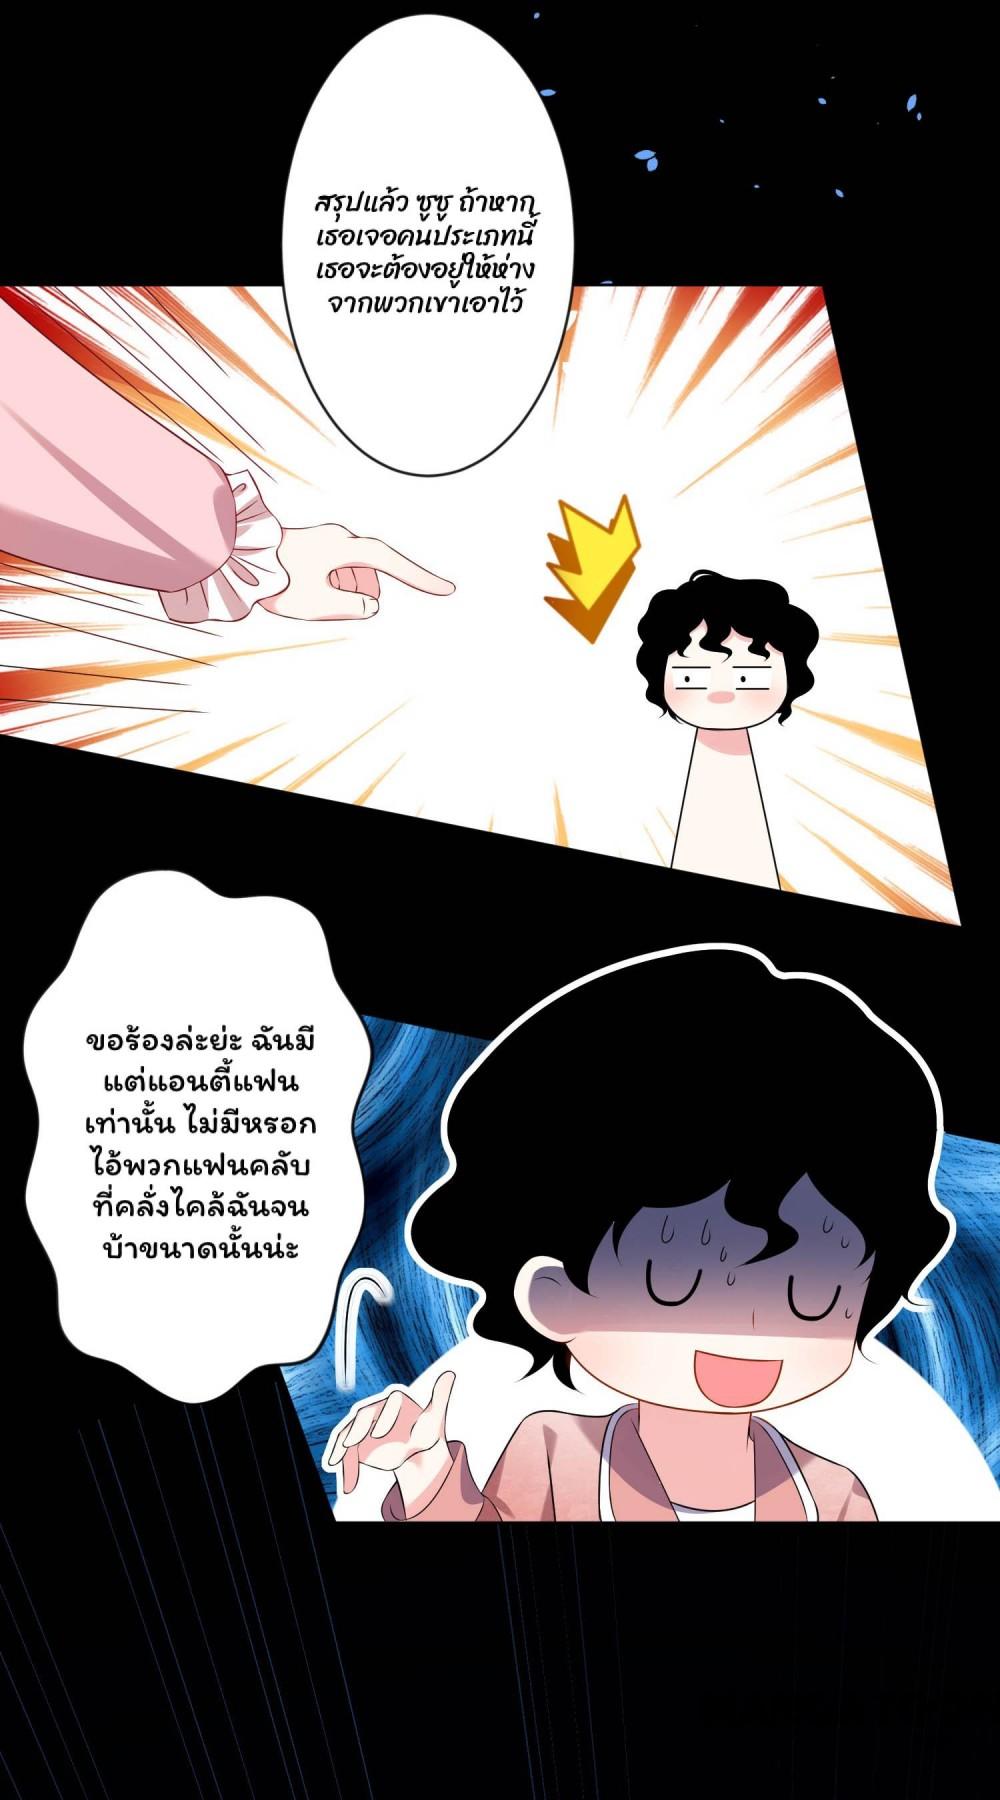 สรุปแล้ว ซูซู ถ้าหาก
เธอเจอคนประเภทนี้
เธอจะต้องอยู่ให้ห่าง
จากพวกเขาเอาไว้
ขอร้องล่ะย่ะ ฉันมี
แต่แอนตี้แฟน
เท่านั้น ไม่มีหรอก
ไอ้พวกแฟนคลับ
ที่คลั่งไคล้ฉันจน
บ้าขนาดนั้นน่ะ